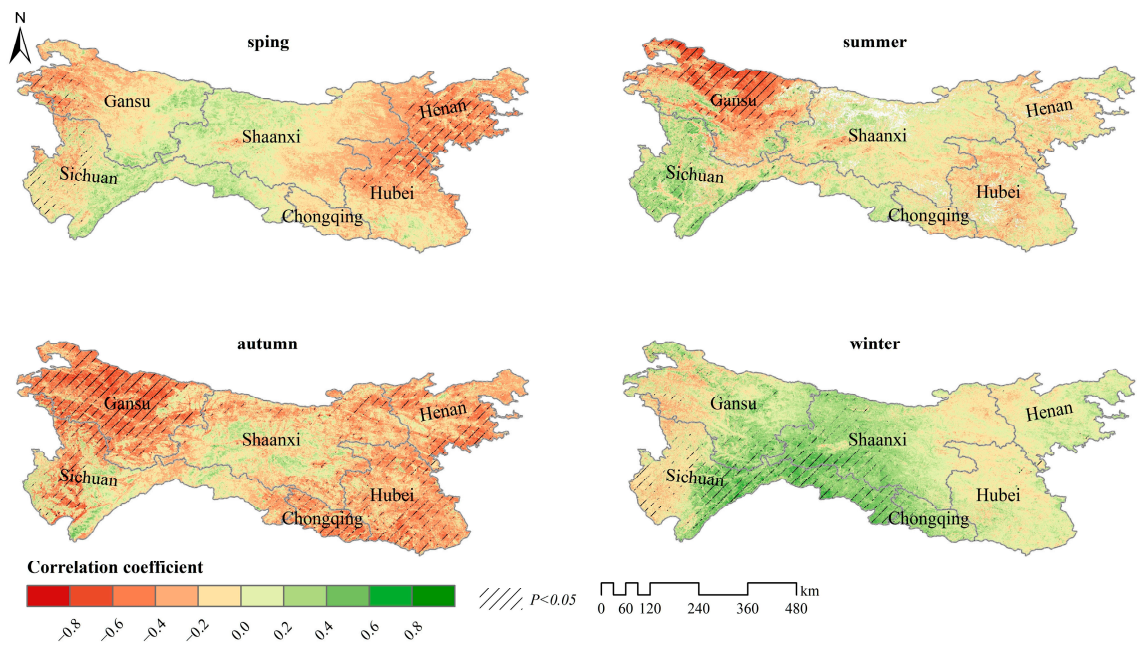 N
sping
Gansu
Shaanxi
Henan
Sichuan
Hubei
Chongqing
summer
Gansu
Shaanxi
Henan
Sichuan
Hubei
Chongqing
autumn
Gansu
Shaanxi
Henan
Sichuan
Hubei
Chongqing
winter
Gansu
Shaanxi
Henan
Sichuan
Hubei
Chongqing
Correlation coefficient
−0.8 −0.6 −0.4 −0.2 0.0 0.2 0.4 0.6 0.8
P<0.05
km
0 60 120 240 360 480